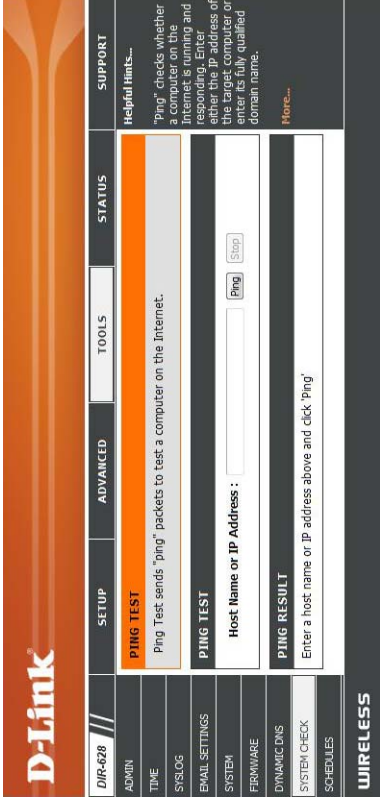 D-Link
DIR-628
SETUP
ADVANCED
TOOLS
STATUS
SUPPORT
ADMIN
TIME
SYSLOG
EMAIL SETTINGS
SYSTEM
FIRMWARE
DYNAMIC DNS
SYSTEM CHECK
SCHEDULES
PING TEST
Ping Test sends "ping" packets to test a computer on the Internet.
PING TEST
Host Name or IP Address :
Ping
Stop
PING RESULT
Enter a host name or IP address above and click 'Ping'
Helpful Hints...
"Ping" checks whether
a computer on the
Internet is running and
responding. Enter
either the IP address of
the target computer or
enter its fully qualified
domain name.
More...
WIRELESS